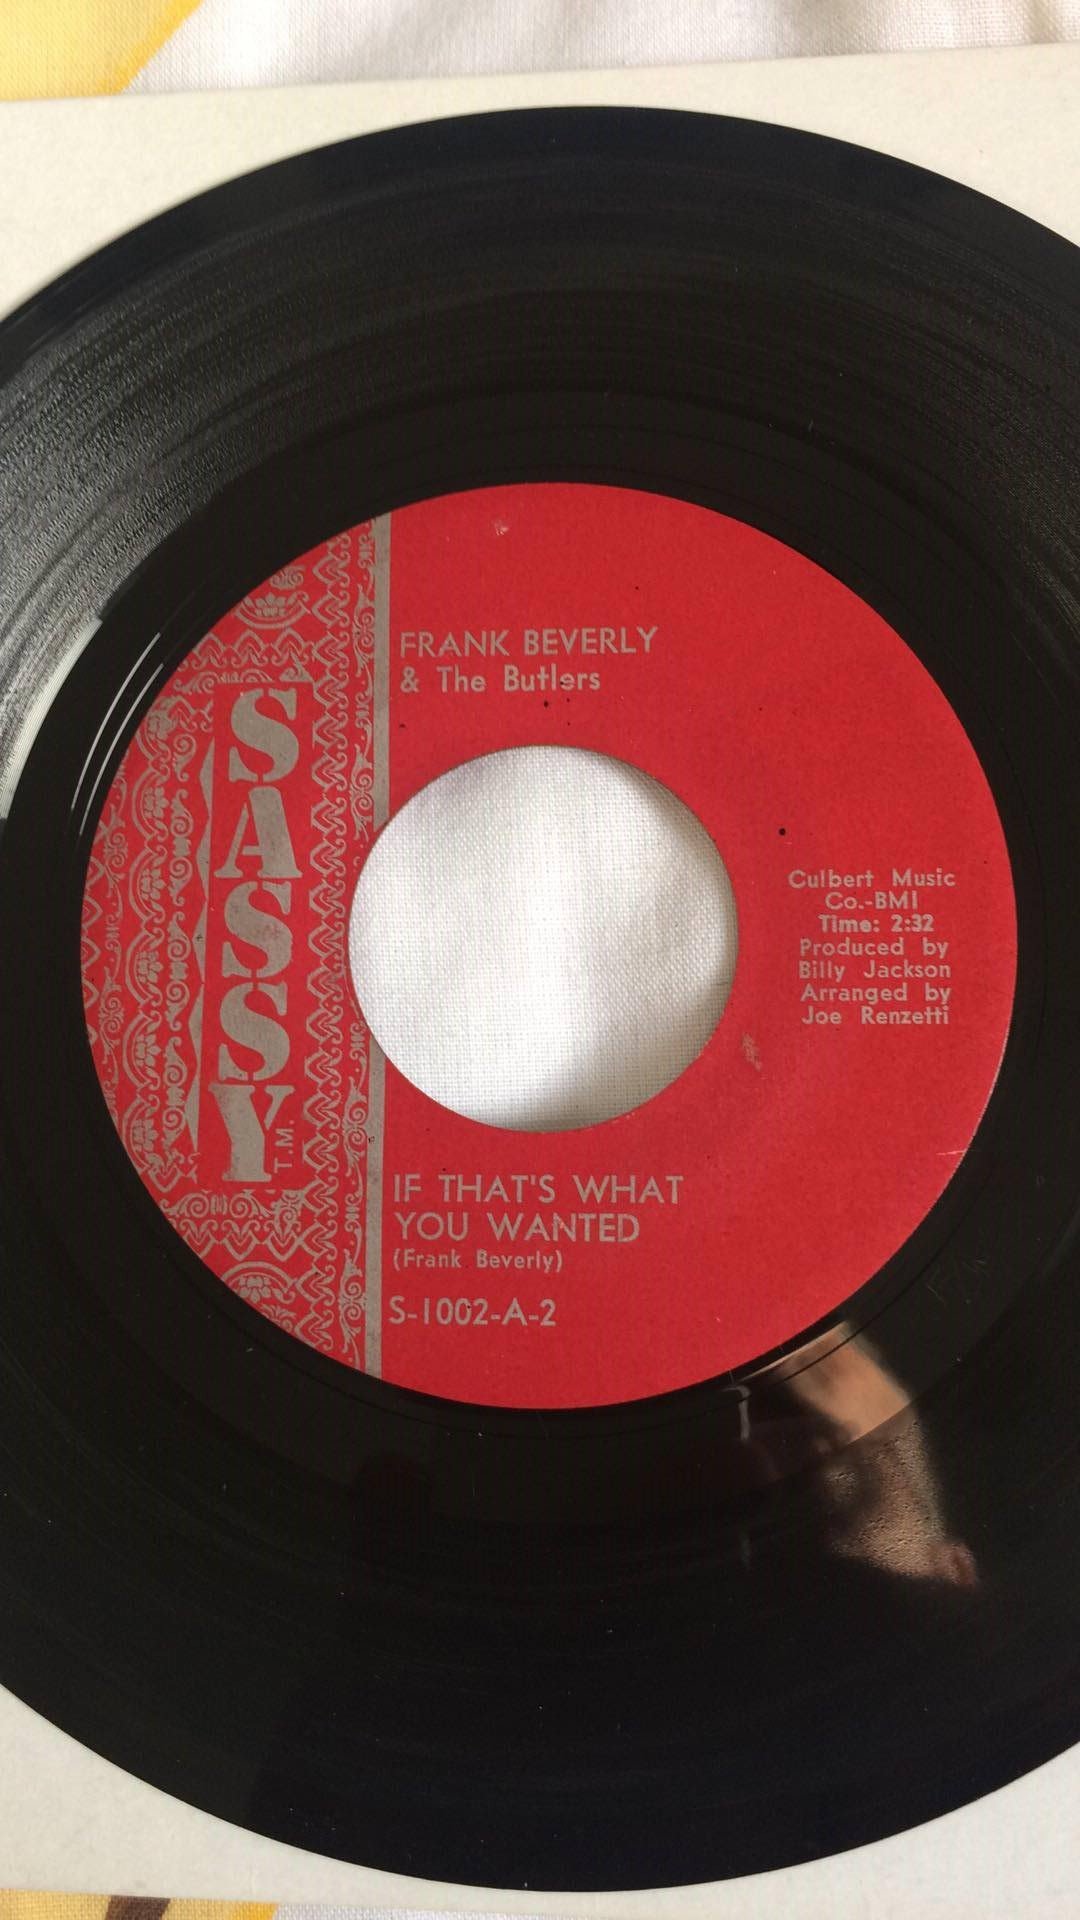 SASSY
T.M.
FRANK BEVERLY
& The Butlers
Culbert Music
Co.-BMI
Time: 2:32
Produced by
Billy Jackson
Arranged by
Joe Renzetti
IF THAT'S WHAT
YOU WANTED
(Frank Beverly)
S-1002-A-2